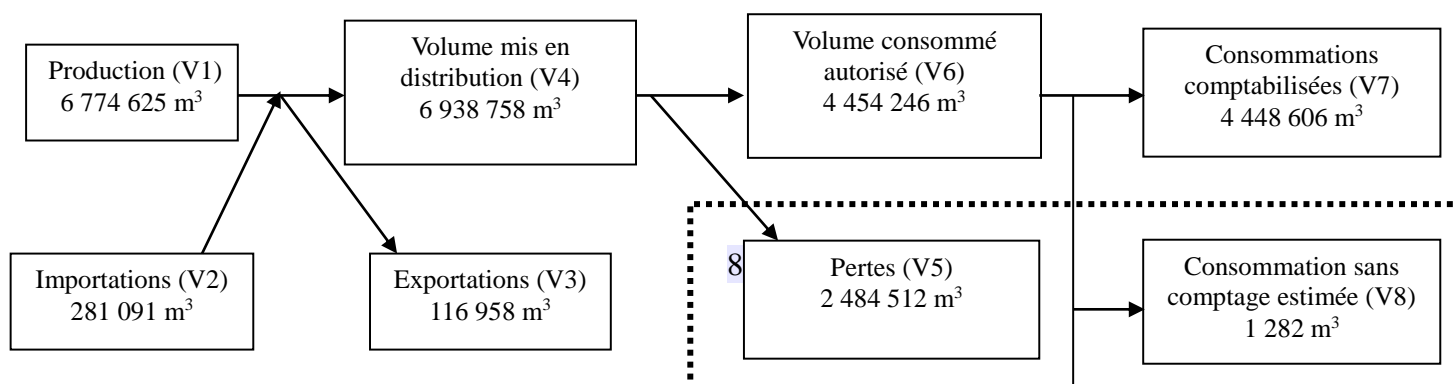 Production (V1)
6 774 625 m³
Volume mis en
distribution (V4)
6 938 758 m³
Volume consommé
autorisé (V6)
4 454 246 m³
Consommations
comptabilisées (V7)
4 448 606 m³
Importations (V2)
281 091 m³
Exportations (V3)
116 958 m³
8
Pertes (V5)
2 484 512 m³
Consommation sans
comptage estimée (V8)
1 282 m³